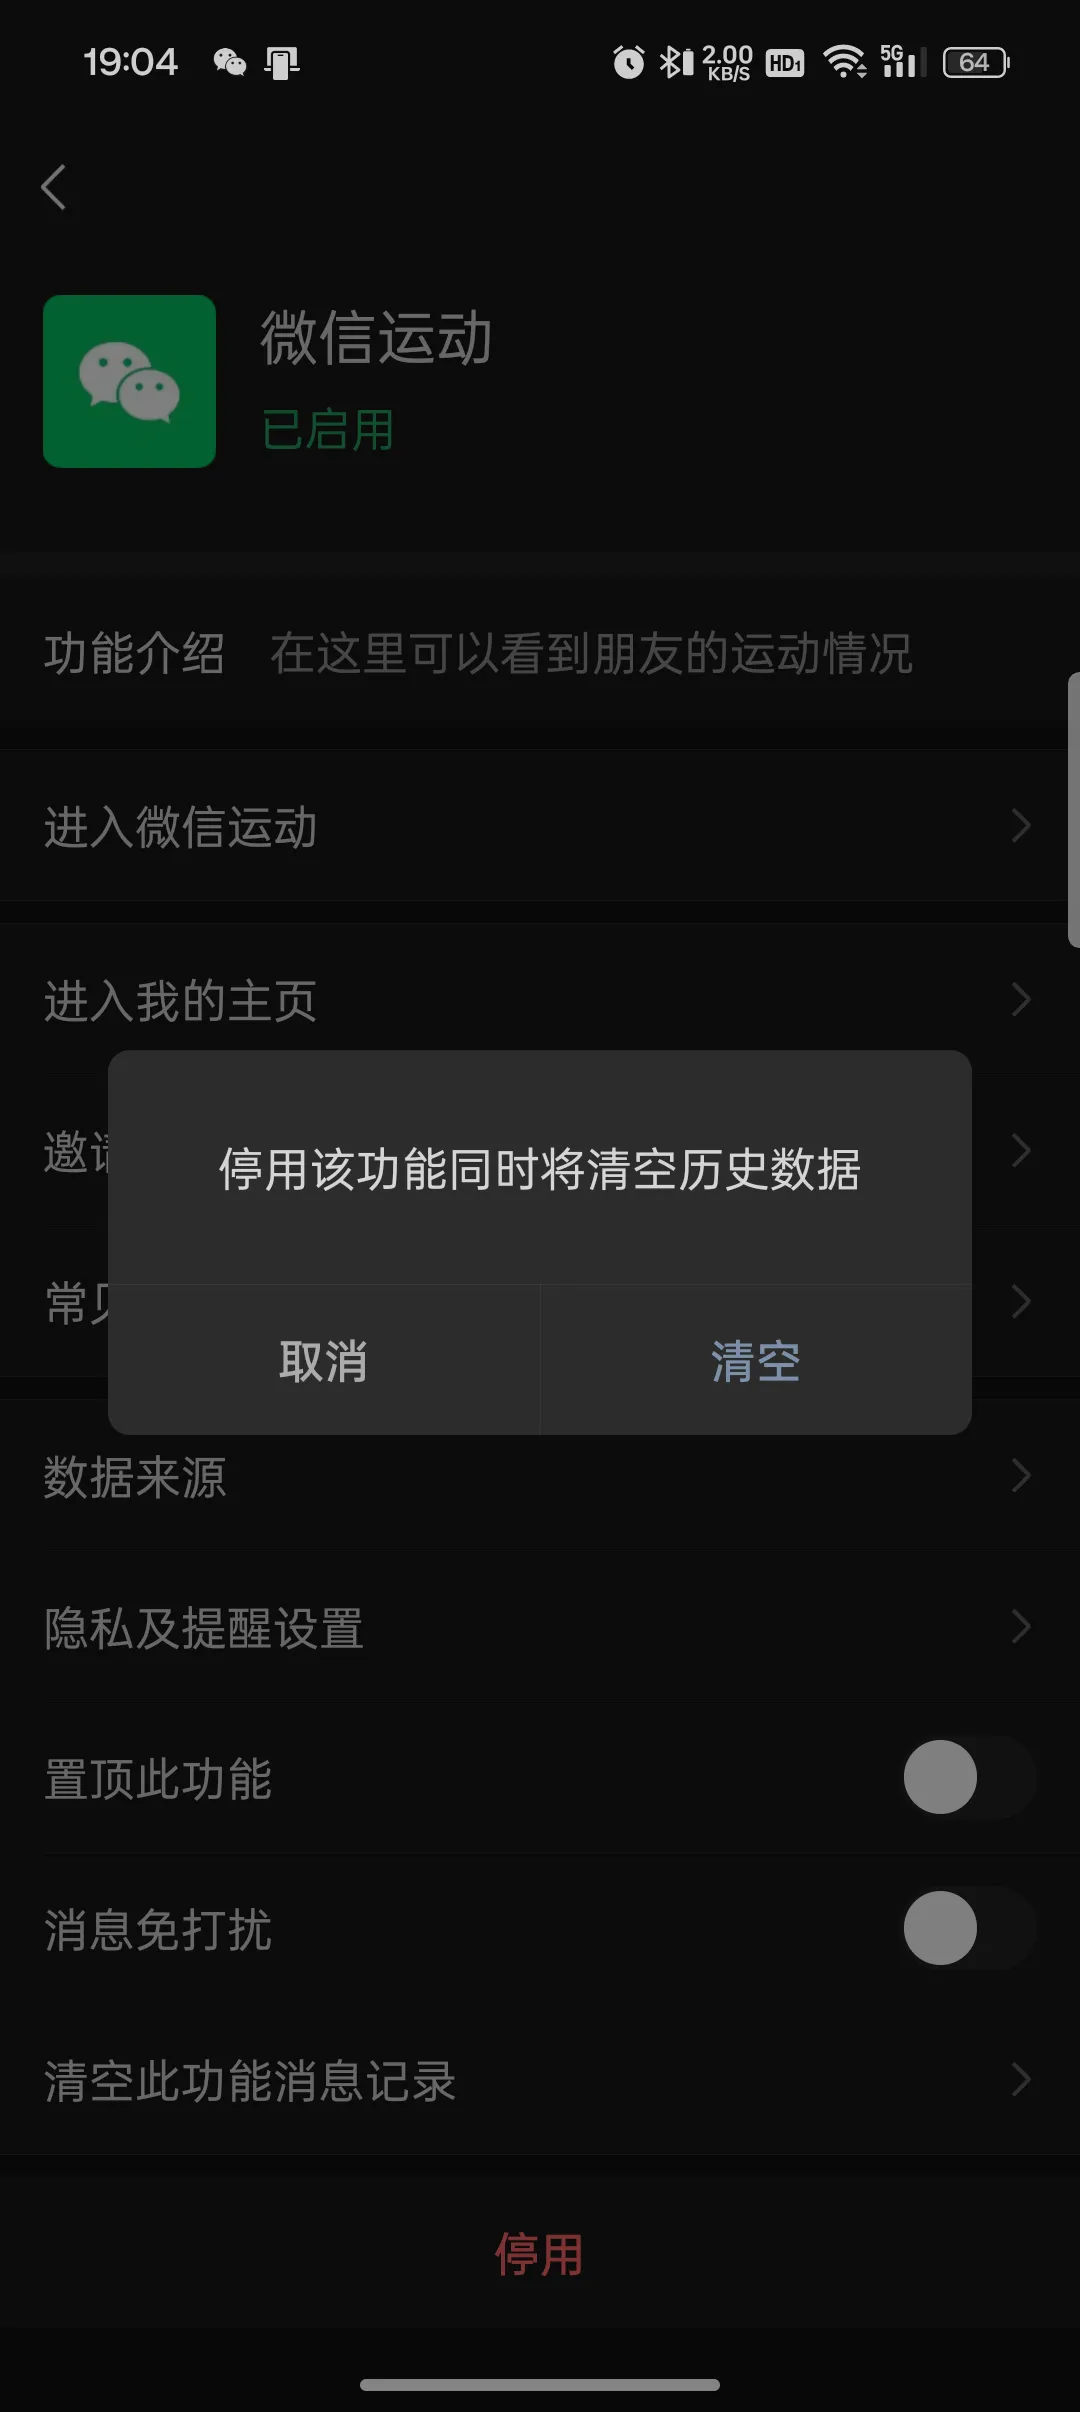 19:04
2.00 KB/S HD1 5G 64
微信运动
已启用
功能介绍 在这里可以看到朋友的运动情况
进入微信运动
进入我的主页
邀
停用该功能同时将清空历史数据
常
取消 清空
数据来源
隐私及提醒设置
置顶此功能
消息免打扰
清空此功能消息记录
停用